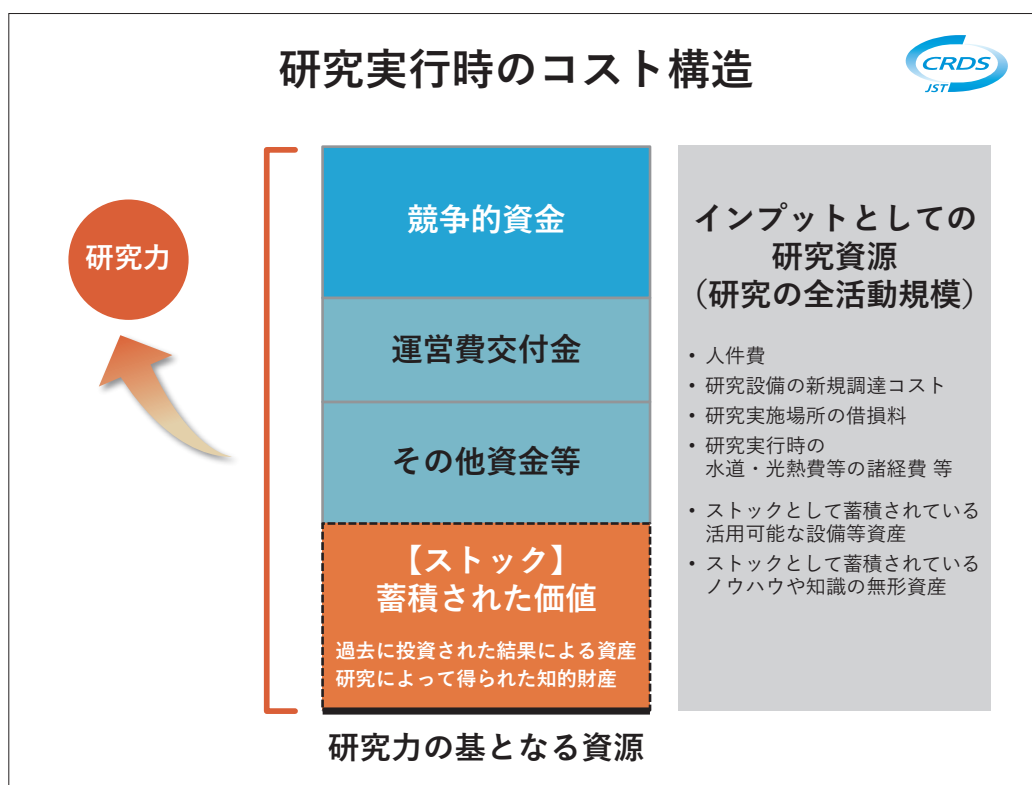 研究実行時のコスト構造
CRDS
JST
研究力
競争的資金
運営費交付金
その他資金等
【ストック】
蓄積された価値
過去に投資された結果による資産
研究によって得られた知的財産
研究力の基となる資源
インプットとしての
研究資源
（研究の全活動規模）
・人件費
・研究設備の新規調達コスト
・研究実施場所の借損料
・研究実行時の
水道・光熱費等の諸経費 等
・ストックとして蓄積されている
活用可能な設備等資産
・ストックとして蓄積されている
ノウハウや知識の無形資産